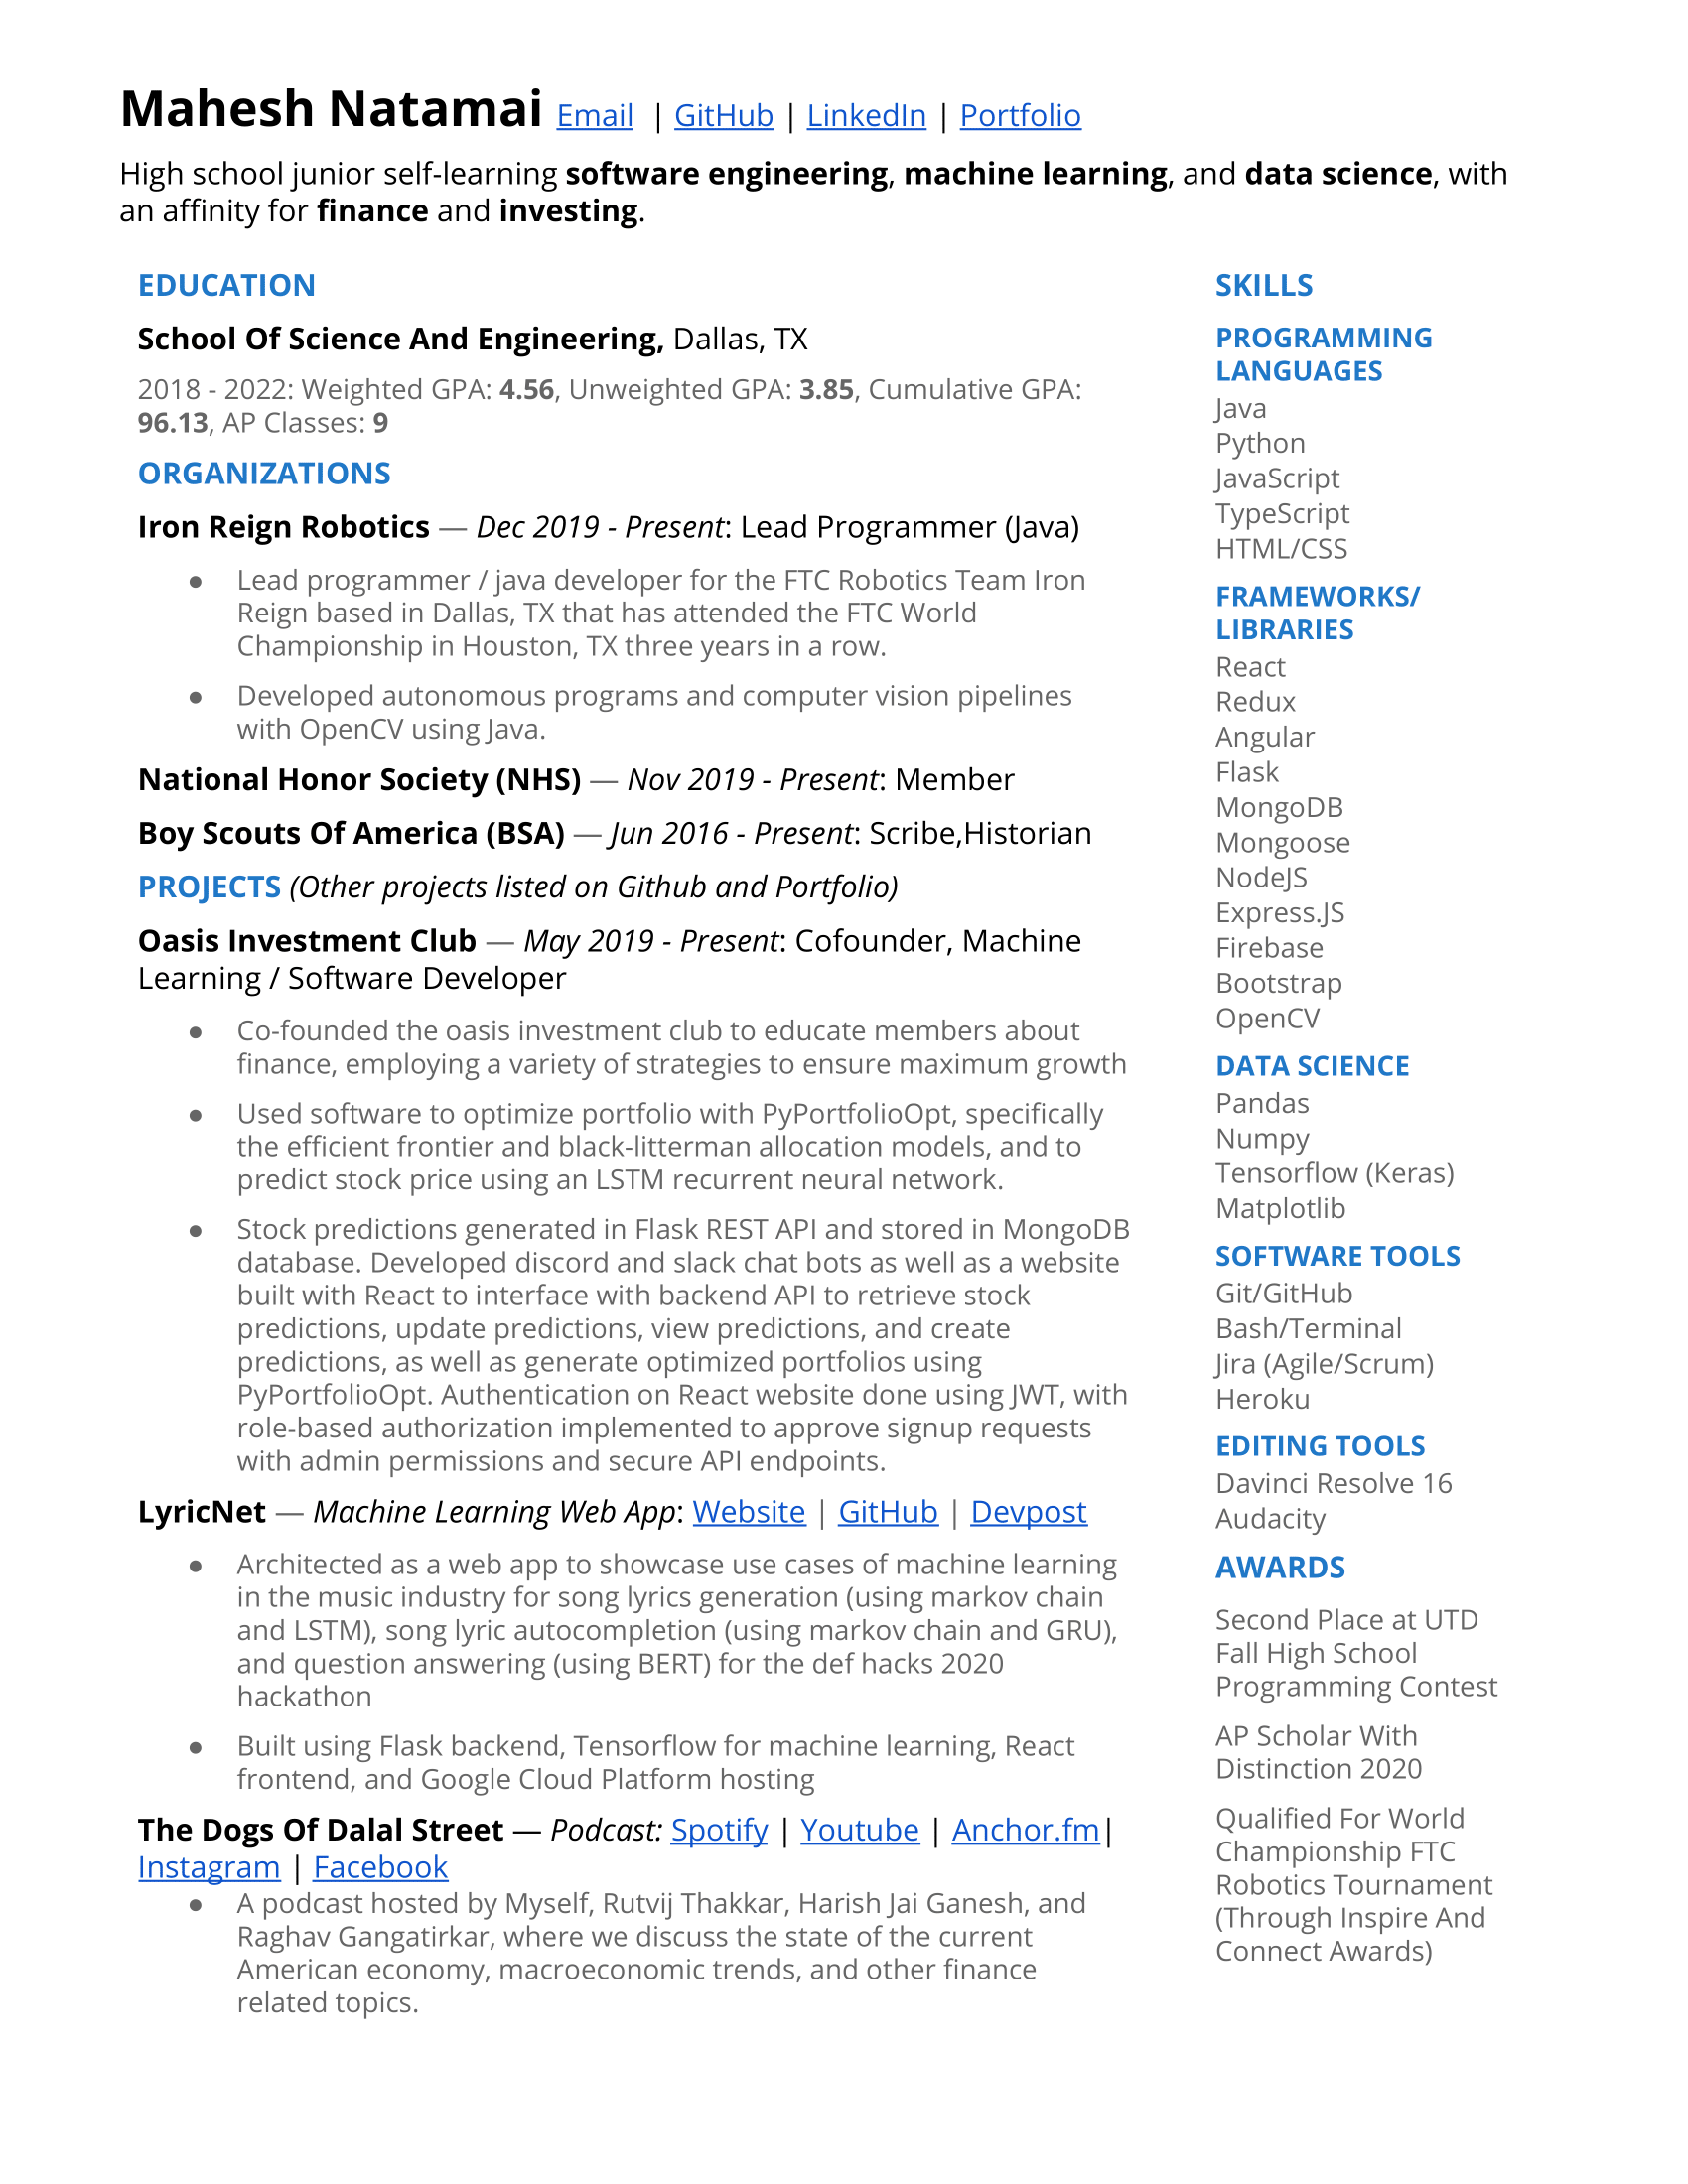 Mahesh Natamai Email | GitHub | LinkedIn | Portfolio
High school junior self-learning software engineering, machine learning, and data science, with
an affinity for finance and investing.
EDUCATION
School Of Science And Engineering, Dallas, TX
2018 - 2022: Weighted GPA: 4.56, Unweighted GPA: 3.85, Cumulative GPA:
96.13, AP Classes: 9
ORGANIZATIONS
Iron Reign Robotics — Dec 2019 - Present: Lead Programmer (Java)
● Lead programmer / java developer for the FTC Robotics Team Iron
Reign based in Dallas, TX that has attended the FTC World
Championship in Houston, TX three years in a row.
● Developed autonomous programs and computer vision pipelines
with OpenCV using Java.
National Honor Society (NHS) — Nov 2019 - Present: Member
Boy Scouts Of America (BSA) — Jun 2016 - Present: Scribe,Historian
PROJECTS (Other projects listed on Github and Portfolio)
Oasis Investment Club — May 2019 - Present: Cofounder, Machine
Learning / Software Developer
● Co-founded the oasis investment club to educate members about
finance, employing a variety of strategies to ensure maximum growth
● Used software to optimize portfolio with PyPortfolioOpt, specifically
the efficient frontier and black-litterman allocation models, and to
predict stock price using an LSTM recurrent neural network.
● Stock predictions generated in Flask REST API and stored in MongoDB
database. Developed discord and slack chat bots as well as a website
built with React to interface with backend API to retrieve stock
predictions, update predictions, view predictions, and create
predictions, as well as generate optimized portfolios using
PyPortfolioOpt. Authentication on React website done using JWT, with
role-based authorization implemented to approve signup requests
with admin permissions and secure API endpoints.
LyricNet — Machine Learning Web App: Website | GitHub | Devpost
● Architected as a web app to showcase use cases of machine learning
in the music industry for song lyrics generation (using markov chain
and LSTM), song lyric autocompletion (using markov chain and GRU),
and question answering (using BERT) for the def hacks 2020
hackathon
● Built using Flask backend, Tensorflow for machine learning, React
frontend, and Google Cloud Platform hosting
The Dogs Of Dalal Street — Podcast: Spotify | Youtube | Anchor.fm|
Instagram | Facebook
● A podcast hosted by Myself, Rutvij Thakkar, Harish Jai Ganesh, and
Raghav Gangatirkar, where we discuss the state of the current
American economy, macroeconomic trends, and other finance
related topics.
SKILLS
PROGRAMMING
LANGUAGES
Java
Python
JavaScript
TypeScript
HTML/CSS
FRAMEWORKS/
LIBRARIES
React
Redux
Angular
Flask
MongoDB
Mongoose
NodeJS
Express.JS
Firebase
Bootstrap
OpenCV
DATA SCIENCE
Pandas
Numpy
Tensorflow (Keras)
Matplotlib
SOFTWARE TOOLS
Git/GitHub
Bash/Terminal
Jira (Agile/Scrum)
Heroku
EDITING TOOLS
Davinci Resolve 16
Audacity
AWARDS
Second Place at UTD
Fall High School
Programming Contest
AP Scholar With
Distinction 2020
Qualified For World
Championship FTC
Robotics Tournament
(Through Inspire And
Connect Awards)